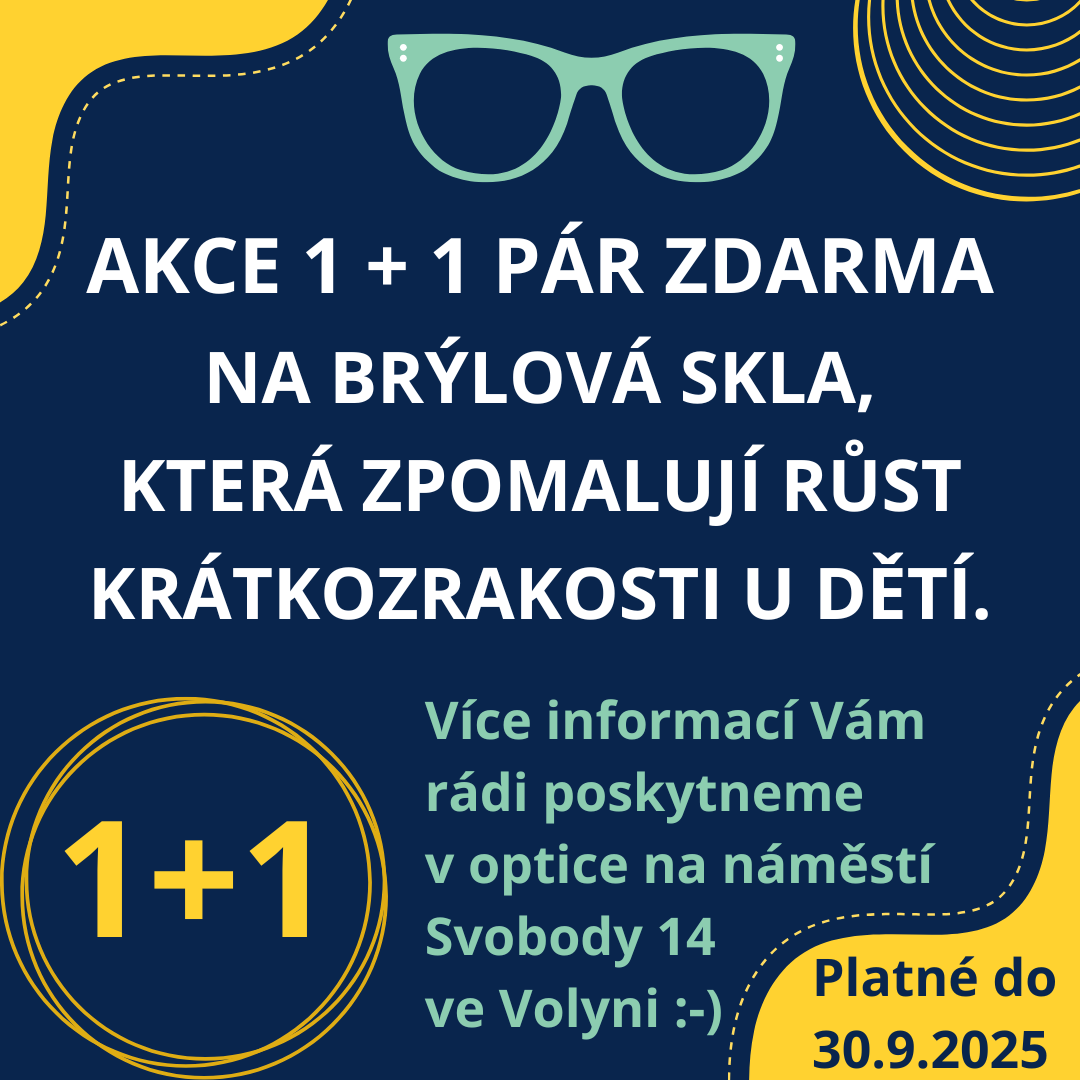 AKCE 1 + 1 PÁR ZDARMA
NA BRÝLOVÁ SKLA,
KTERÁ ZPOMALUJÍ RŮST
KRÁTKOZRAKOSTI U DĚTÍ.
1+1
Více informací Vám
rádi poskytneme
v optice na náměstí
Svobody 14
ve Volyni :-)
Platné do
30.9.2025